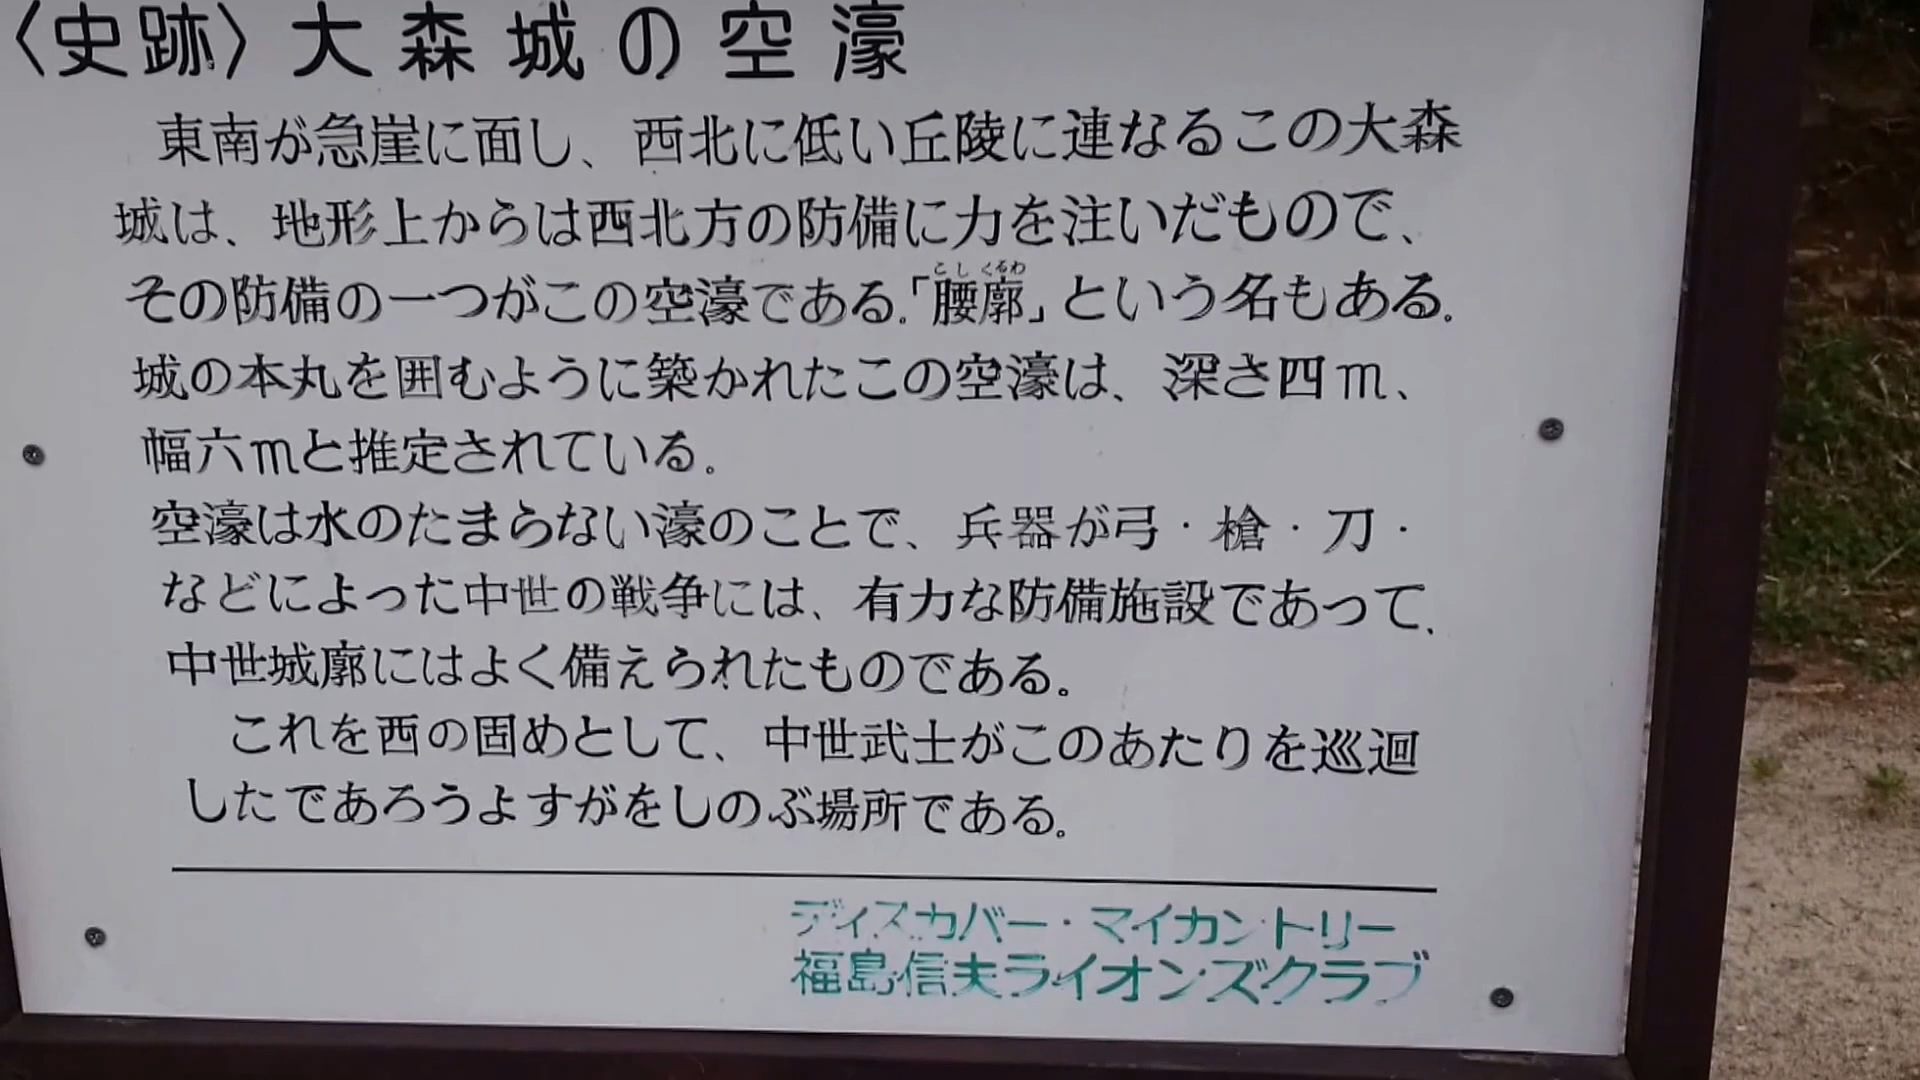 〈史跡〉大森城の空濠
東南が急崖に面し、西北に低い丘陵に連なるこの大森
城は、地形上からは西北方の防備に力を注いだもので、
その防備の一つがこの空濠である。「腰廓」という名もある。
こし くるわ
城の本丸を囲むように築かれたこの空濠は、深さ四m、
幅六mと推定されている。
空濠は水のたまらない濠のことで、兵器が弓・槍・刀・
などによった中世の戦争には、有力な防備施設であって、
中世城廓にはよく備えられたものである。
これを西の固めとして、中世武士がこのあたりを巡廻
したであろうよすがをしのぶ場所である。
ディスカバー・マイカントリー
福島信夫ライオンズクラブ